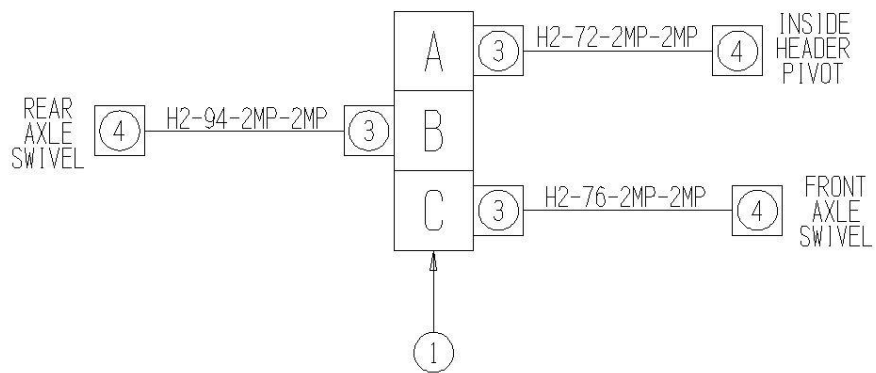 A
3
H2-72-2MP-2MP
4
INSIDE
HEADER
PIVOT
REAR
AXLE
SWIVEL
4
H2-94-2MP-2MP
3
B
C
3
H2-76-2MP-2MP
4
FRONT
AXLE
SWIVEL
1